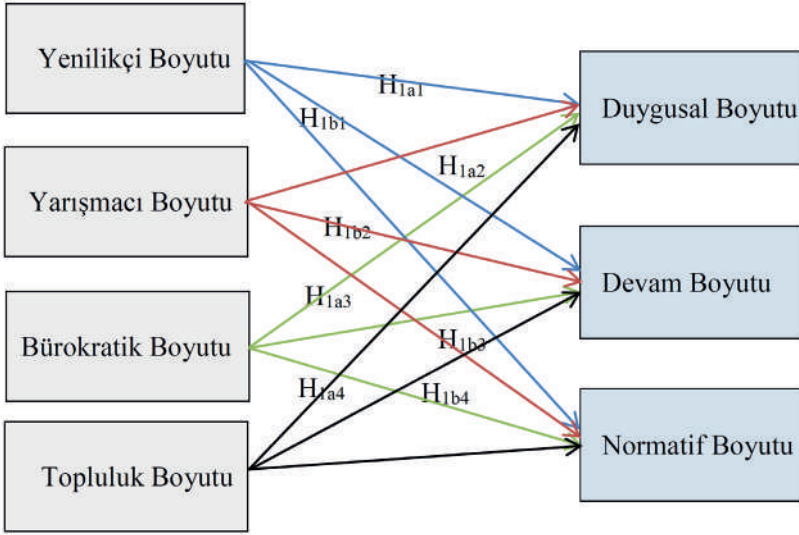 Yenilikçi Boyutu
Yarışmacı Boyutu
Bürokratik Boyutu
Topluluk Boyutu
H1a1
H1b1
H1a2
H1b2
H1a3
H1b3
H1a4
H1b4
Duygusal Boyutu
Devam Boyutu
Normatif Boyutu